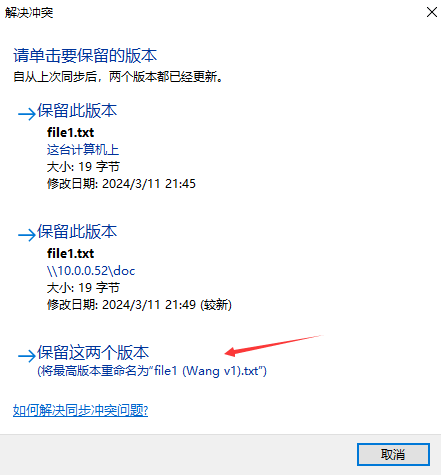 解决冲突
请单击要保留的版本
自从上次同步后，两个版本都已经更新。
保留此版本
file1.txt
这台计算机上
大小: 19 字节
修改日期: 2024/3/11 21:45
保留此版本
file1.txt
\\10.0.0.52\doc
大小: 19 字节
修改日期: 2024/3/11 21:49 (较新)
保留这两个版本
(将最高版本重命名为“file1 (Wang v1).txt”)
如何解决同步冲突问题?
取消